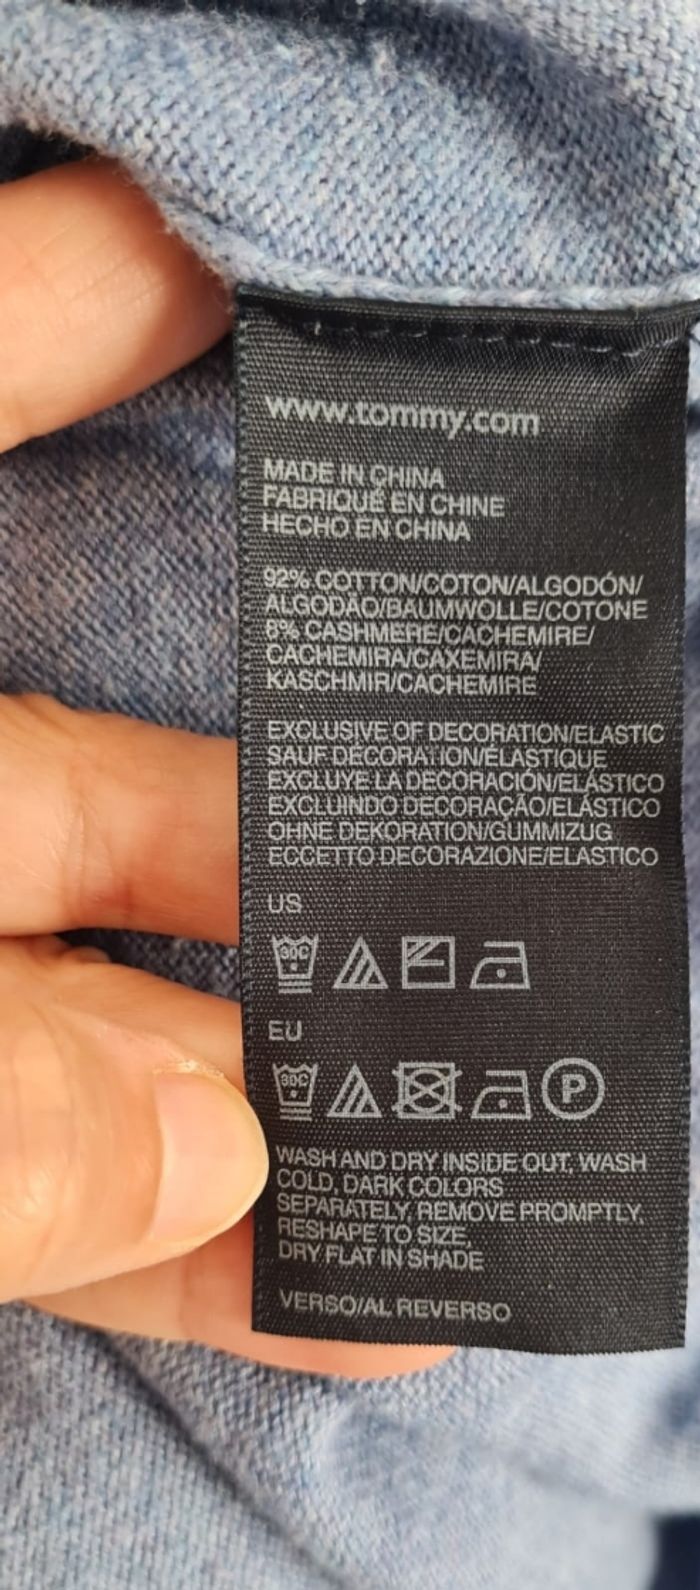 www.tommy.com
MADE IN CHINA
FABRIQUÉ EN CHINE
HECHO EN CHINA
92% COTTON/COTON/ALGODÓN/
ALGODÃO/BAUMWOLLE/COTONE
8% CASHMERE/CACHEMIRE/
CACHEMIRA/CAXEMIRA/
KASCHMIR/CACHEMIRE
EXCLUSIVE OF DECORATION/ELASTIC
SAUF DÉCORATION/ÉLASTIQUE
EXCLUYE LA DECORACIÓN/ELÁSTICO
EXCLUINDO DECORAÇÃO/ELÁSTICO
OHNE DEKORATION/GUMMIZUG
ECCETTO DECORAZIONE/ELASTICO
US
30C
EU
30C P
WASH AND DRY INSIDE OUT, WASH
COLD, DARK COLORS
SEPARATELY, REMOVE PROMPTLY,
RESHAPE TO SIZE,
DRY FLAT IN SHADE
VERSO/AL REVERSO